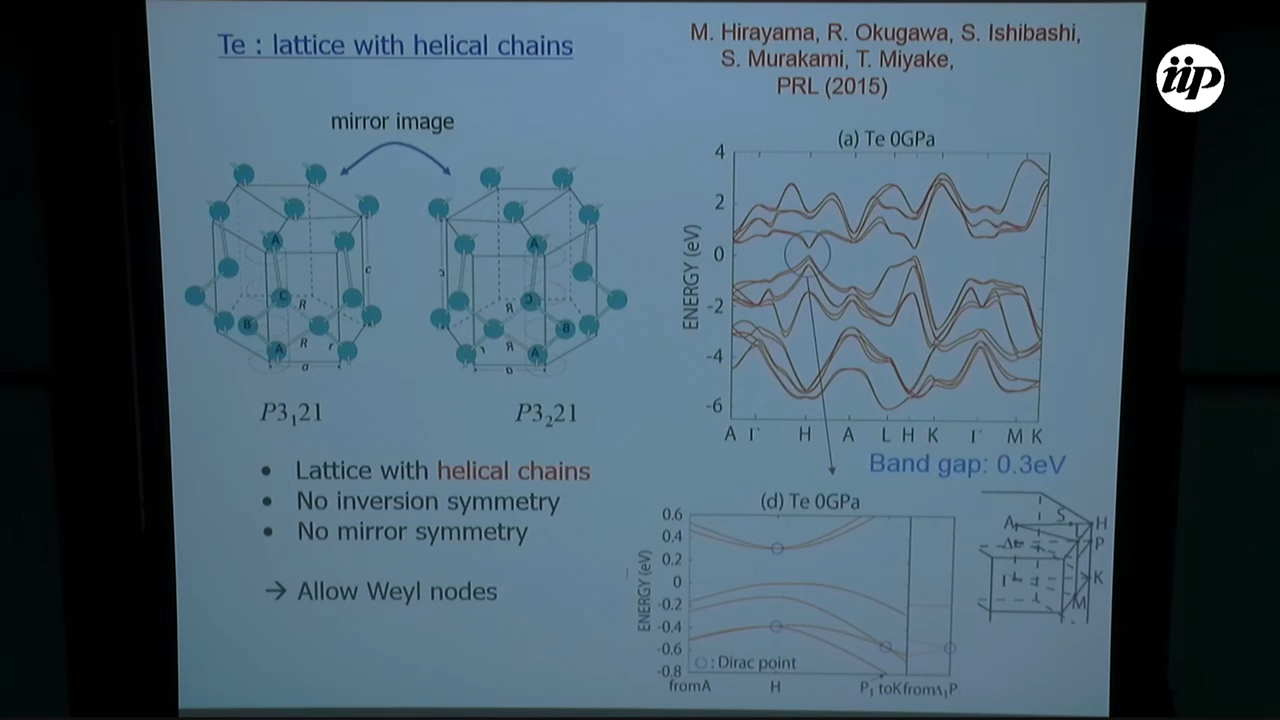 Te : lattice with helical chains
M. Hirayama, R. Okugawa, S. Ishibashi,
S. Murakami, T. Miyake,
PRL (2015)
iip
mirror image
A
C
R
B
R
A
r
a
c
P3₁21
A
C
R
B
R
A
r
a
c
P3₂21
• Lattice with helical chains
• No inversion symmetry
• No mirror symmetry
→ Allow Weyl nodes
(a) Te 0GPa
ENERGY (eV)
4
2
0
-2
-4
-6
A Γ H A L H K Γ M K
Band gap: 0.3eV
(d) Te 0GPa
ENERGY (eV)
0.6
0.4
0.2
0
-0.2
-0.4
-0.6
-0.8
○: Dirac point
fromA H P₁ toK from
A S H
P
Γ K
M